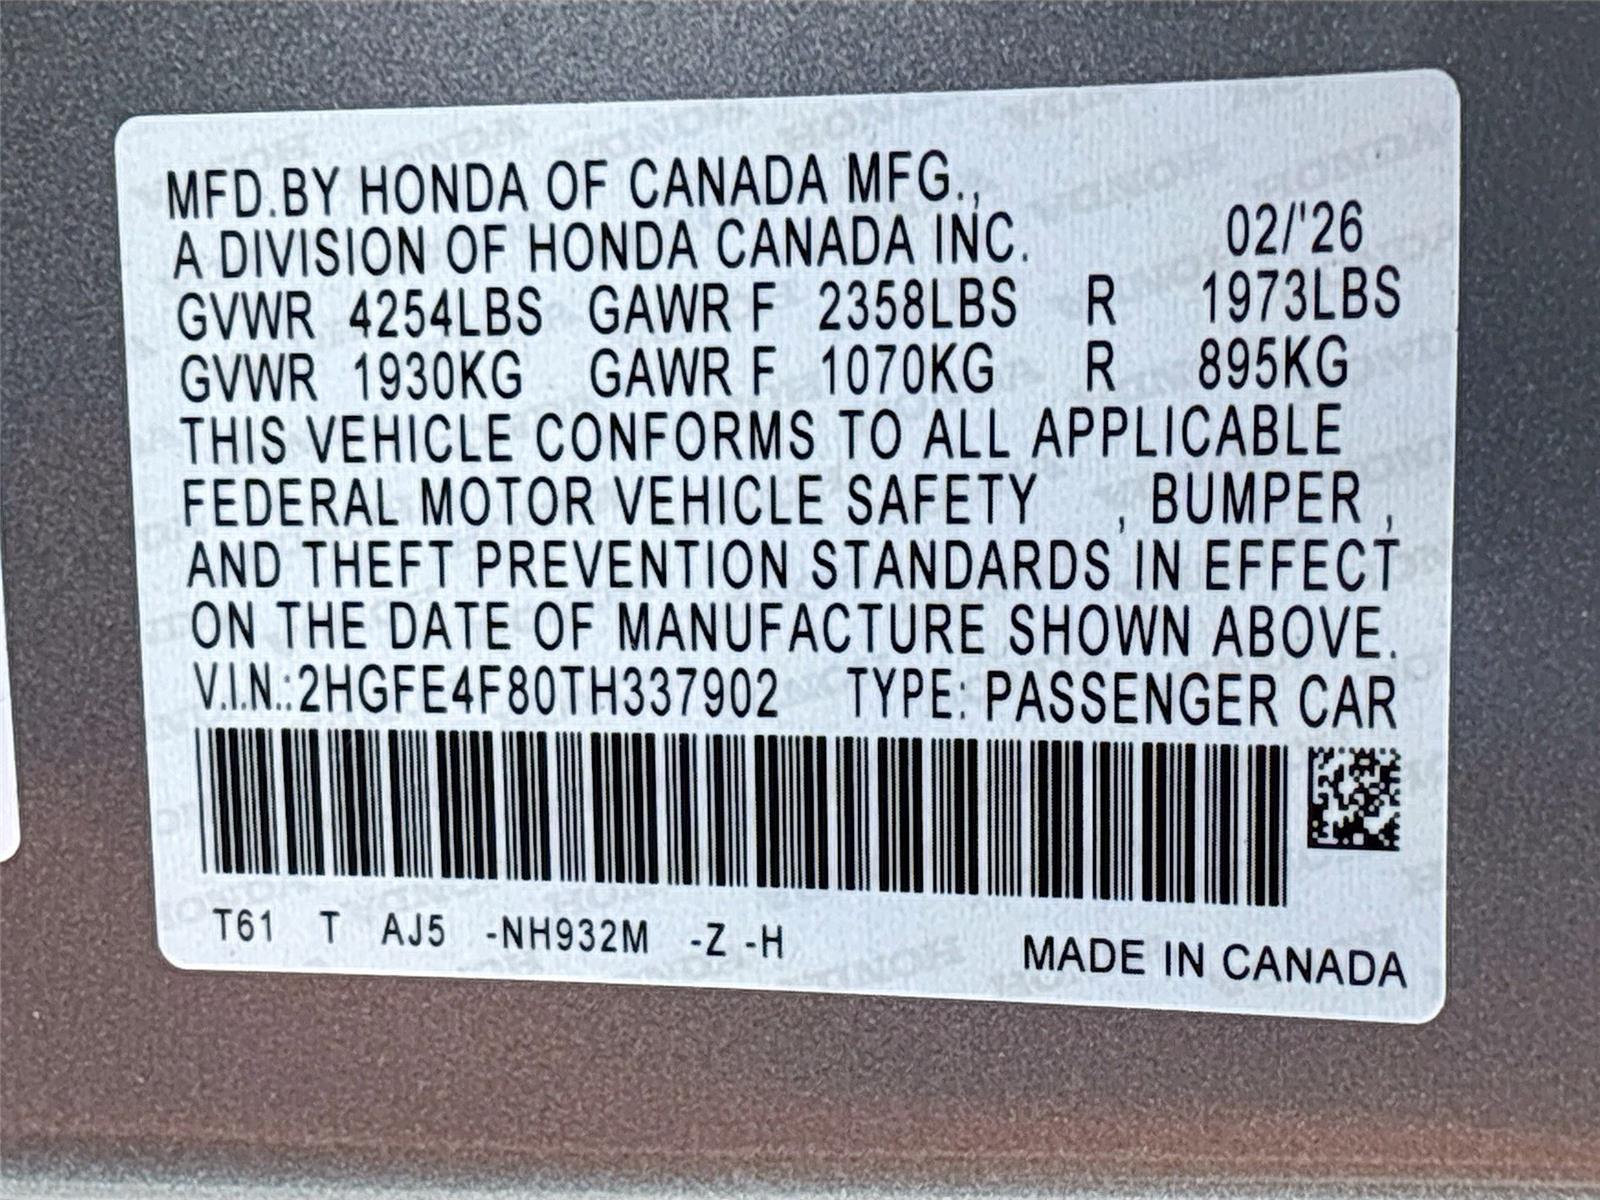 MFD.BY HONDA OF CANADA MFG.,
A DIVISION OF HONDA CANADA INC. 02/'26
GVWR 4254LBS GAWR F 2358LBS R 1973LBS
GVWR 1930KG GAWR F 1070KG R 895KG
THIS VEHICLE CONFORMS TO ALL APPLICABLE
FEDERAL MOTOR VEHICLE SAFETY , BUMPER ,
AND THEFT PREVENTION STANDARDS IN EFFECT
ON THE DATE OF MANUFACTURE SHOWN ABOVE.
V.I.N.:2HGFE4F80TH337902 TYPE: PASSENGER CAR
T61 T AJ5 -NH932M -Z -H
MADE IN CANADA